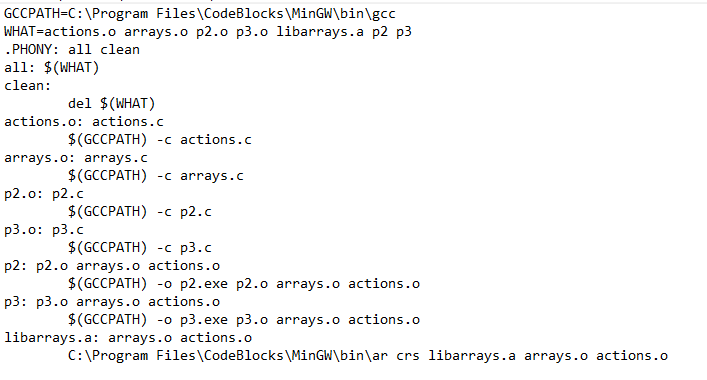 GCCPATH=C:\Program Files\CodeBlocks\MinGW\bin\gcc
WHAT=actions.o arrays.o p2.o p3.o libarrays.a p2 p3
.PHONY: all clean
all: $(WHAT)
clean:
        del $(WHAT)
actions.o: actions.c
        $(GCCPATH) -c actions.c
arrays.o: arrays.c
        $(GCCPATH) -c arrays.c
p2.o: p2.c
        $(GCCPATH) -c p2.c
p3.o: p3.c
        $(GCCPATH) -c p3.c
p2: p2.o arrays.o actions.o
        $(GCCPATH) -o p2.exe p2.o arrays.o actions.o
p3: p3.o arrays.o actions.o
        $(GCCPATH) -o p3.exe p3.o arrays.o actions.o
libarrays.a: arrays.o actions.o
        C:\Program Files\CodeBlocks\MinGW\bin\ar crs libarrays.a arrays.o actions.o